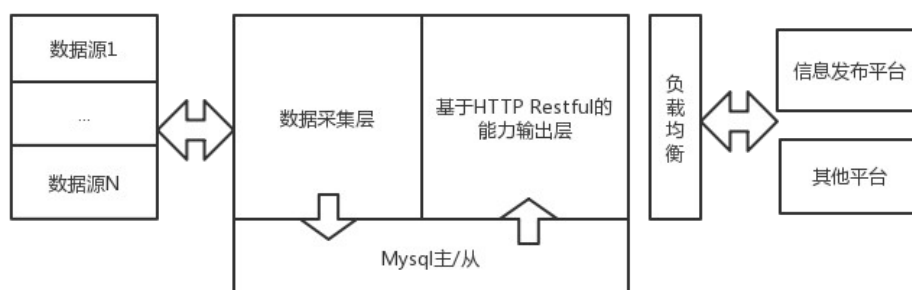 数据源1
...
数据源N
数据采集层
基于HTTP Restful的
能力输出层
Mysql主/从
负载均衡
信息发布平台
其他平台